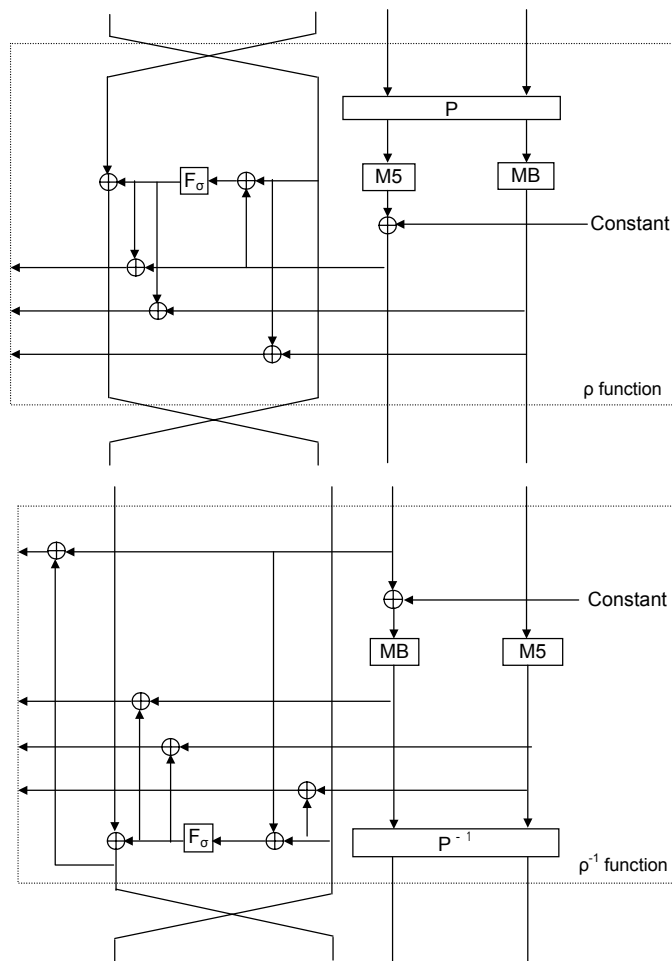 P
M5
MB
Fσ
Constant
ρ function
Constant
MB
M5
Fσ
P⁻¹
ρ⁻¹ function